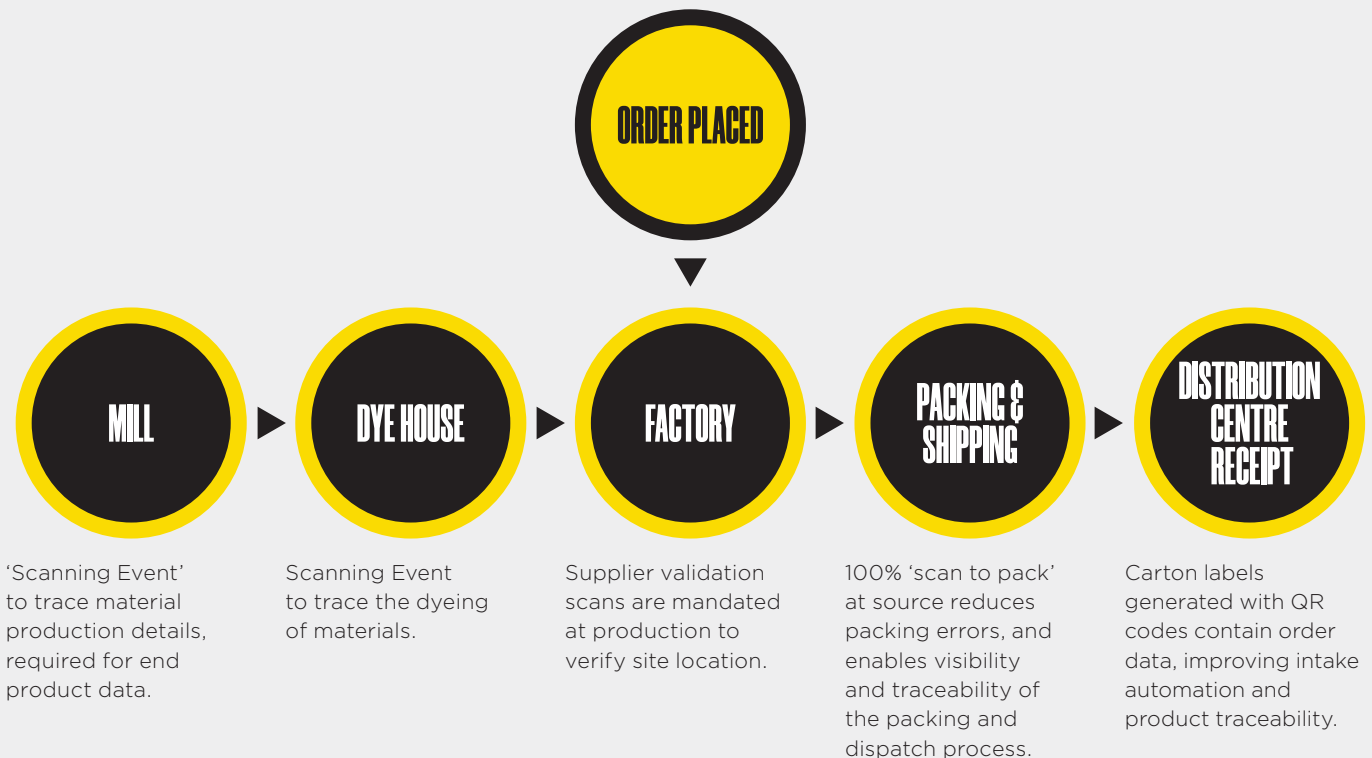 ORDER PLACED
MILL
DYE HOUSE
FACTORY
PACKING &
SHIPPING
DISTRIBUTION
CENTRE
RECEIPT
‘Scanning Event’
to trace material
production details,
required for end
product data.
Scanning Event
to trace the dyeing
of materials.
Supplier validation
scans are mandated
at production to
verify site location.
100% ‘scan to pack’
at source reduces
packing errors, and
enables visibility
and traceability of
the packing and
dispatch process.
Carton labels
generated with QR
codes contain order
data, improving intake
automation and
product traceability.